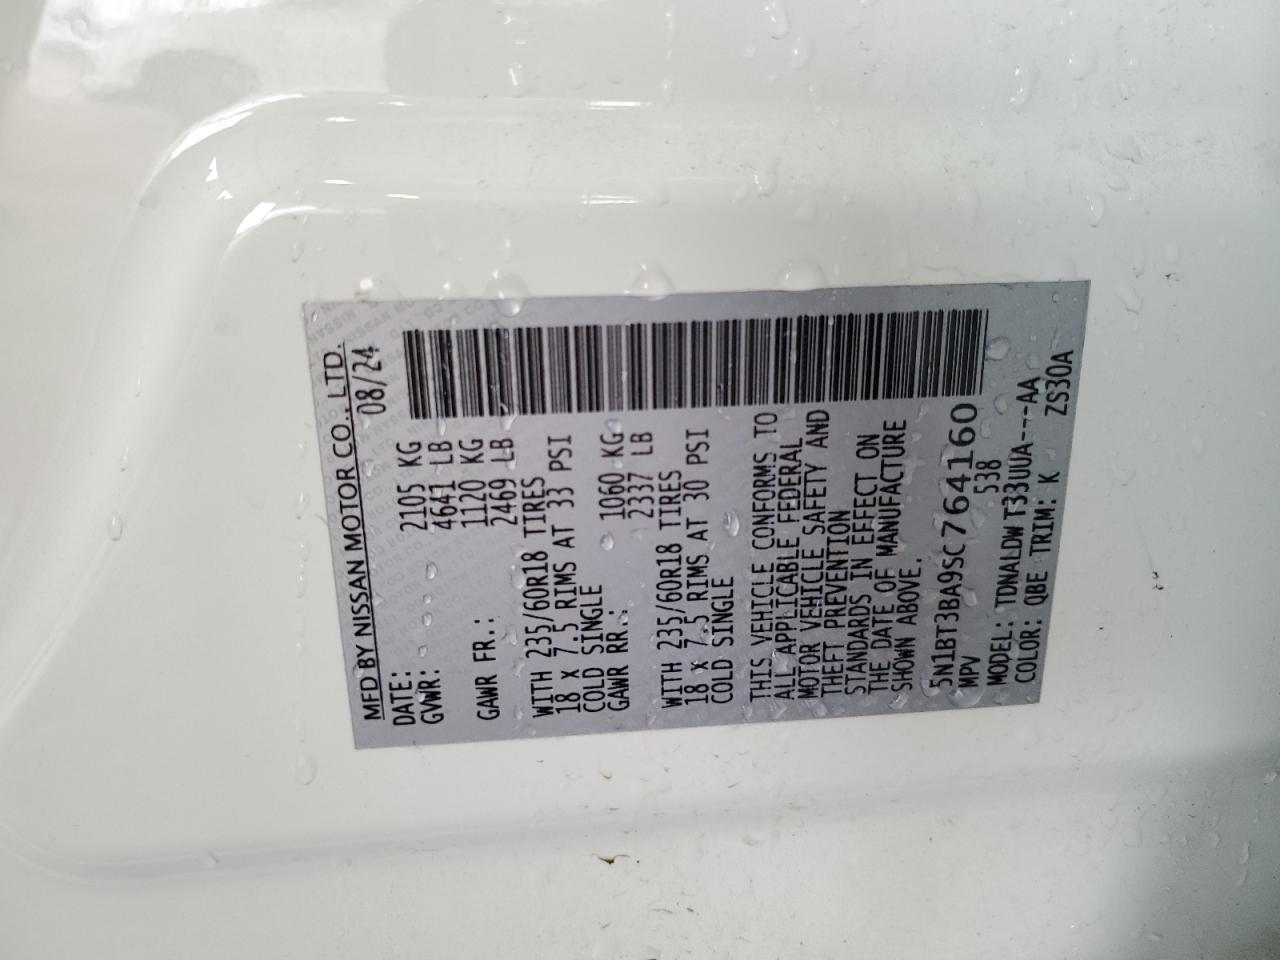 MFD BY NISSAN MOTOR CO., LTD.
DATE: 08/24
GVWR: 2105 KG
4641 LB
GAWR FR.: 1120 KG
2469 LB
WITH 235/60R18 TIRES
18 X 7.5 RIMS AT 33 PSI
COLD SINGLE
GAWR RR.: 1060 KG
2337 LB
WITH 235/60R18 TIRES
18 X 7.5 RIMS AT 30 PSI
COLD SINGLE
THIS VEHICLE CONFORMS TO
ALL APPLICABLE FEDERAL
MOTOR VEHICLE SAFETY AND
THEFT PREVENTION
STANDARDS IN EFFECT ON
THE DATE OF MANUFACTURE
SHOWN ABOVE.
5N1BT3BA9SC764160
MPV 538
MODEL: TDNALDW T33UUA---AA
COLOR: QBE TRIM: K ZS30A